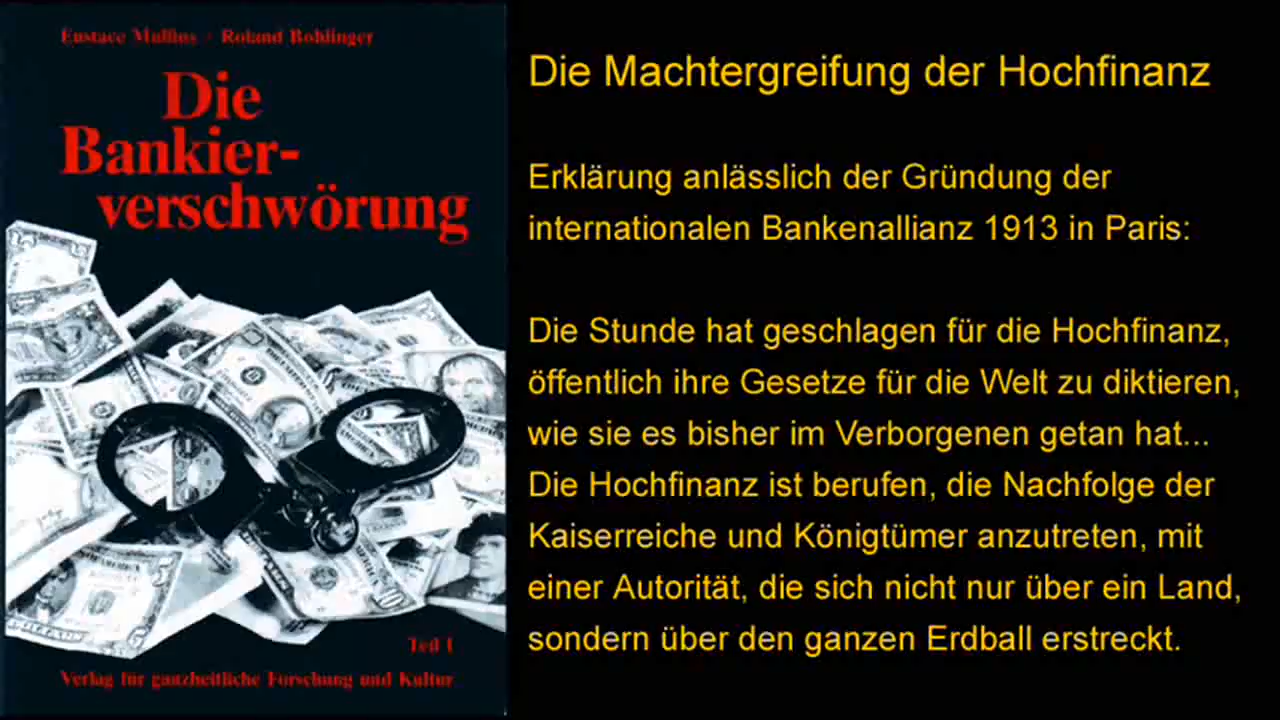 Eustace Mullins - Roland Bohlinger
Die
Bankier-
verschwörung
Teil I
Verlag für ganzheitliche Forschung und Kultur
Die Machtergreifung der Hochfinanz
Erklärung anlässlich der Gründung der
internationalen Bankenallianz 1913 in Paris:
Die Stunde hat geschlagen für die Hochfinanz,
öffentlich ihre Gesetze für die Welt zu diktieren,
wie sie es bisher im Verborgenen getan hat...
Die Hochfinanz ist berufen, die Nachfolge der
Kaiserreiche und Königtümer anzutreten, mit
einer Autorität, die sich nicht nur über ein Land,
sondern über den ganzen Erdball erstreckt.